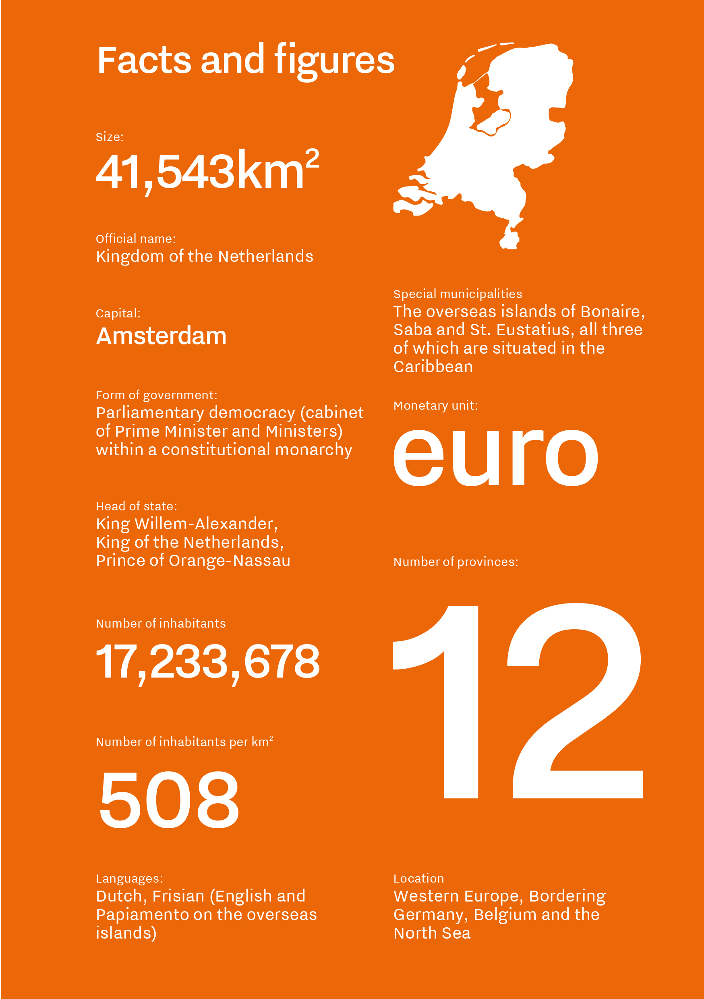 Facts and figures
Size:
41,543km²
Official name:
Kingdom of the Netherlands
Capital:
Amsterdam
Form of government:
Parliamentary democracy (cabinet
of Prime Minister and Ministers)
within a constitutional monarchy
Head of state:
King Willem-Alexander,
King of the Netherlands,
Prince of Orange-Nassau
Number of inhabitants
17,233,678
Number of inhabitants per km²
508
Languages:
Dutch, Frisian (English and
Papiamento on the overseas
islands)
Special municipalities
The overseas islands of Bonaire,
Saba and St. Eustatius, all three
of which are situated in the
Caribbean
Monetary unit:
euro
Number of provinces:
12
Location
Western Europe, Bordering
Germany, Belgium and the
North Sea